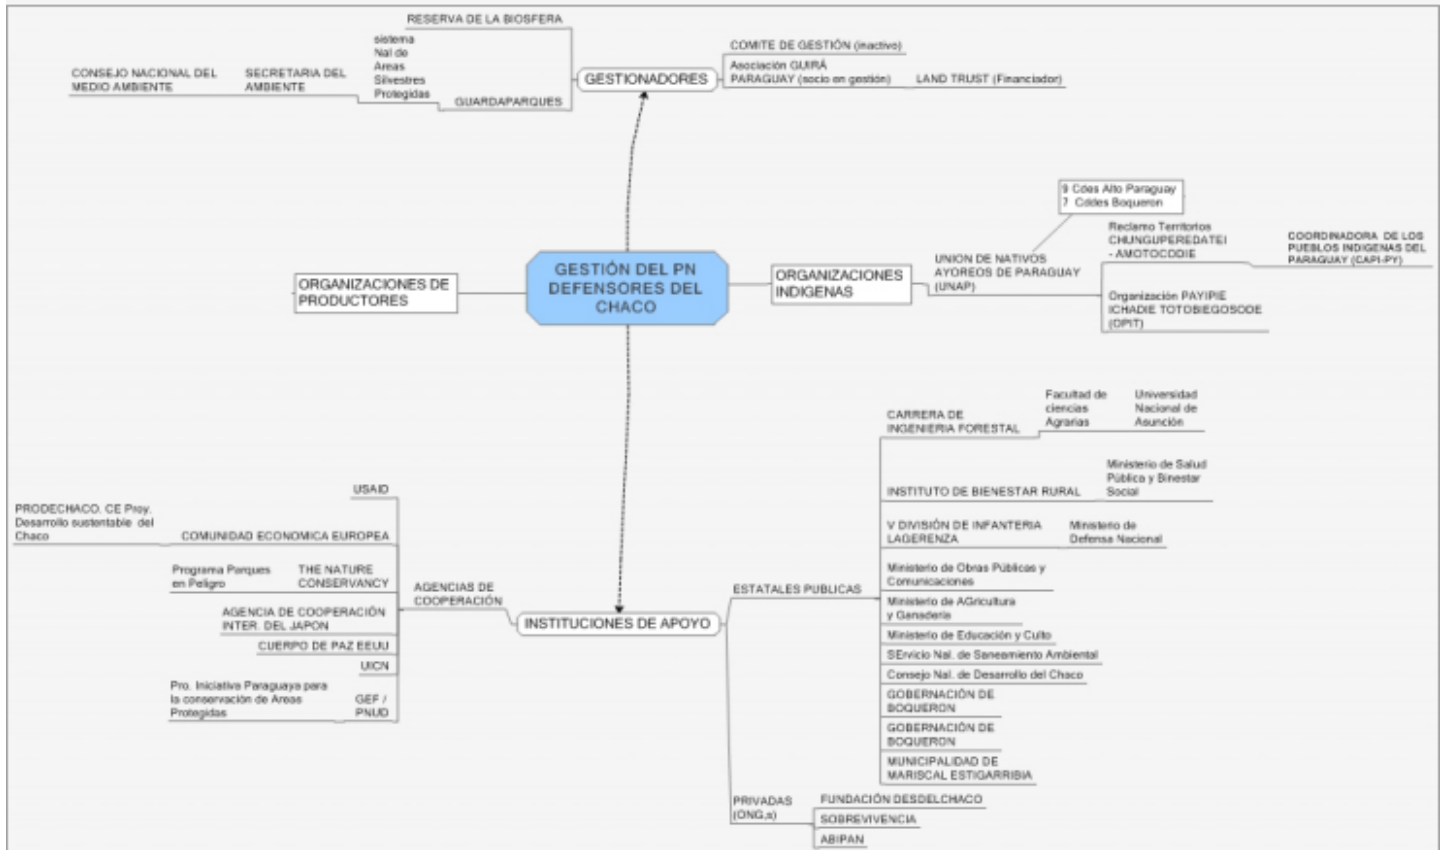 RESERVA DE LA BIOSFERA
sistema
Nal de
Areas
Silvestres
Protegidas
CONSEJO NACIONAL DEL
MEDIO AMBIENTE
SECRETARIA DEL
AMBIENTE
GUARDAPARQUES
GESTIONADORES
COMITE DE GESTIÓN (inactivo)
Asociación GUIRÁ
PARAGUAY (socio en gestión)
LAND TRUST (Financiador)
9 Cdes Alto Paraguay
7 Cddes Boqueron
ORGANIZACIONES DE
PRODUCTORES
GESTIÓN DEL PN
DEFENSORES DEL
CHACO
ORGANIZACIONES
INDIGENAS
UNION DE NATIVOS
AYOREOS DE PARAGUAY
(UNAP)
Reclamo Territorios
CHUNGUPEREDATEI
- AMOTOCODIE
COORDINADORA DE LOS
PUEBLOS INDIGENAS DEL
PARAGUAY (CAPI-PY)
Organización PAYIPIE
ICHADIE TOTOBIEGOSODE
(OPIT)
USAID
PRODECHACO. CE Proy.
Desarrollo sustentable del
Chaco
COMUNIDAD ECONOMICA EUROPEA
Programa Parques
en Peligro
THE NATURE
CONSERVANCY
AGENCIA DE COOPERACIÓN
INTER. DEL JAPON
CUERPO DE PAZ EEUU
UICN
Pro. Iniciativa Paraguaya para
la conservación de Areas
Protegidas
GEF /
PNUD
AGENCIAS DE
COOPERACIÓN
INSTITUCIONES DE APOYO
ESTATALES PUBLICAS
CARRERA DE
INGENIERIA FORESTAL
Facultad de
ciencias
Agrarias
Universidad
Nacional de
Asunción
INSTITUTO DE BIENESTAR RURAL
Ministerio de Salud
Pública y Binestar
Social
V DIVISIÓN DE INFANTERIA
LAGERENZA
Ministerio de
Defensa Nacional
Ministerio de Obras Públicas y
Comunicaciones
Ministerio de AGricultura
y Ganaderia
Ministerio de Educación y Culto
SErvicio Nal. de Saneamiento Ambiental
Consejo Nal. de Desarrollo del Chaco
GOBERNACIÓN DE
BOQUERON
GOBERNACIÓN DE
BOQUERON
MUNICIPALIDAD DE
MARISCAL ESTIGARRIBIA
PRIVADAS
(ONG,s)
FUNDACIÓN DESDELCHACO
SOBREVIVENCIA
ABIPAN